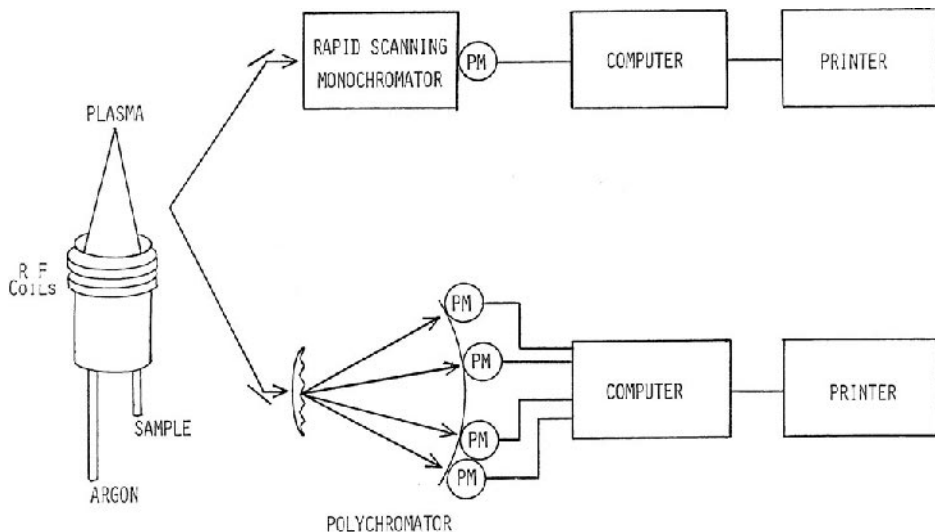 RAPID SCANNING
MONOCHROMATOR
PM
COMPUTER
PRINTER
PLASMA
R F
COILS
PM
PM
PM
PM
COMPUTER
PRINTER
SAMPLE
ARGON
POLYCHROMATOR